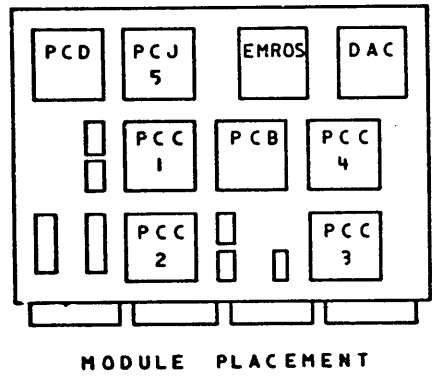 PCD
PCJ
5
EMROS
DAC
PCC
1
PCB
PCC
4
PCC
2
PCC
3
MODULE PLACEMENT